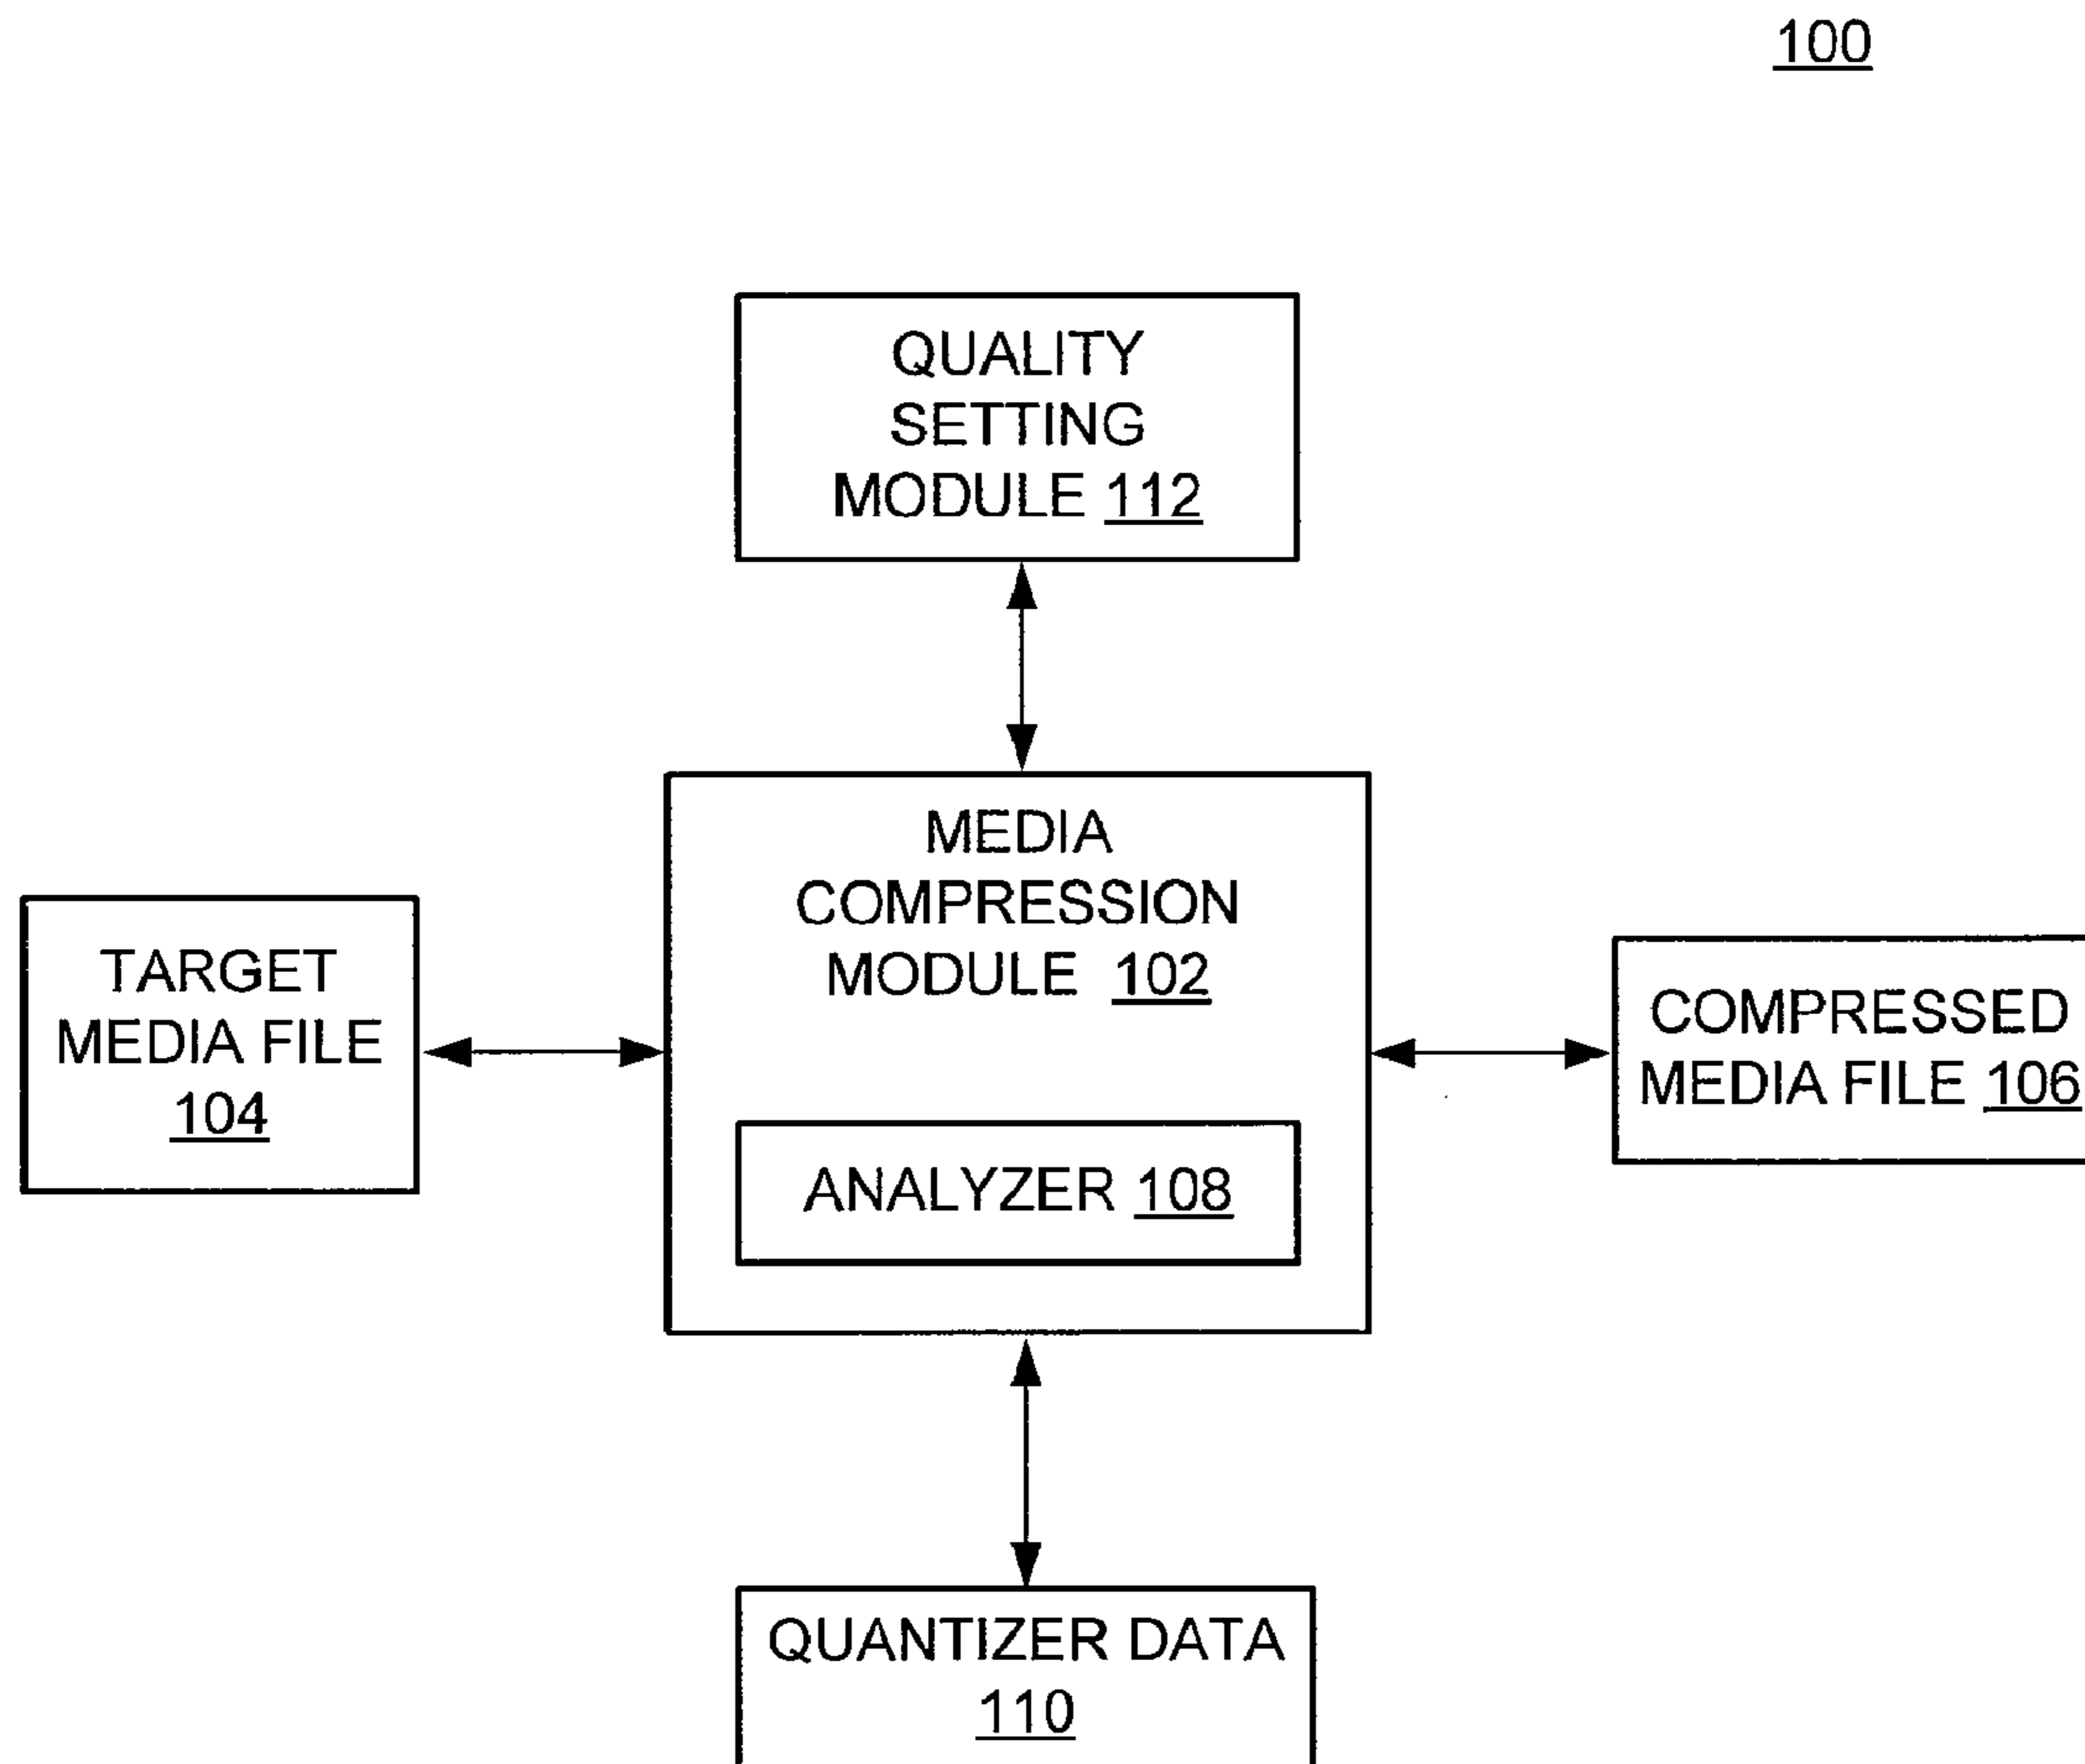 100
QUALITY
SETTING
MODULE 112
MEDIA
COMPRESSION
MODULE 102
TARGET
MEDIA FILE
104
COMPRESSED
MEDIA FILE 106
ANALYZER 108
QUANTIZER DATA
110